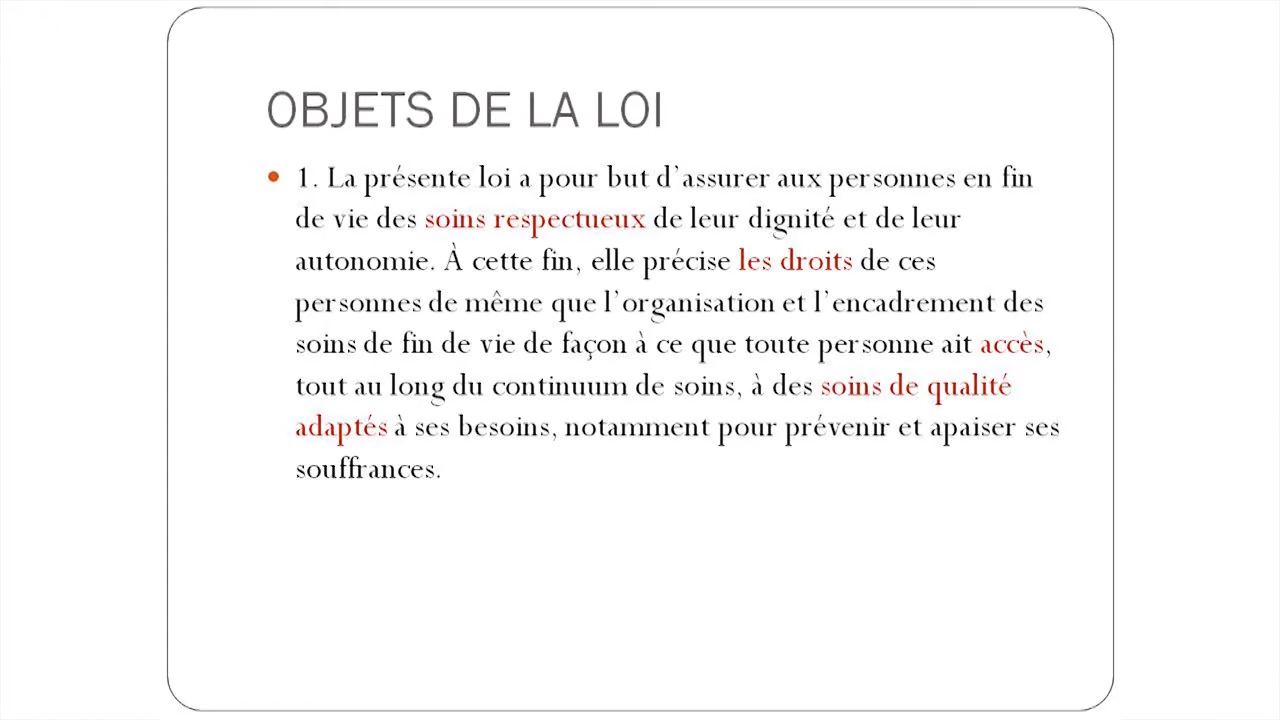 OBJETS DE LA LOI
• 1. La présente loi a pour but d’assurer aux personnes en fin
de vie des soins respectueux de leur dignité et de leur
autonomie. À cette fin, elle précise les droits de ces
personnes de même que l’organisation et l’encadrement des
soins de fin de vie de façon à ce que toute personne ait accès,
tout au long du continuum de soins, à des soins de qualité
adaptés à ses besoins, notamment pour prévenir et apaiser ses
souffrances.